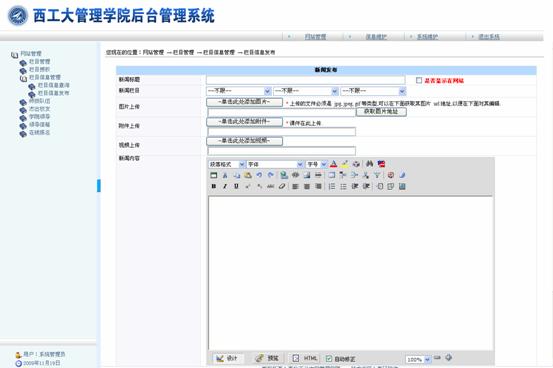 西工大管理学院后台管理系统
网站管理 信息维护 系统维护 退出系统
网站管理
栏目管理
栏目授权
栏目信息管理
栏目信息查询
栏目信息发布
师资队伍
杰出校友
学院领导
领导信箱
在线报名
您现在的位置：网站管理 → 栏目管理 → 栏目信息管理 → 栏目信息发布
新闻发布
新闻标题 是否显示在网站
新闻栏目 --不限-- --不限-- --不限--
图片上传 -单击此处添加图片- * 上传的文件必须是 jpg,jpeg, gif 等类型,可以在下面获取其图片 url 地址,以便在下面对其编辑.
获取图片地址
附件上传 -单击此处添加附件- * 课件在此上传.
视频上传 -单击此处添加视频-
新闻内容
段落格式 字体 字号
设计 预览 HTML 自动修正 100%
用户：系统管理员
2009年11月19日